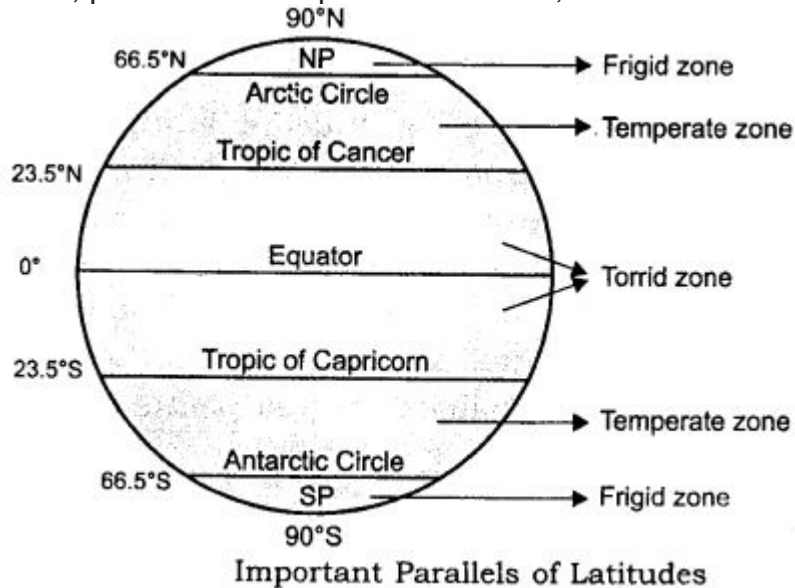 90°N
66.5°N
NP
Frigid zone
Arctic Circle
Temperate zone
Tropic of Cancer
23.5°N
Equator
0°
Torrid zone
Tropic of Capricorn
23.5°S
Temperate zone
Antarctic Circle
66.5°S
SP
Frigid zone
90°S
Important Parallels of Latitudes